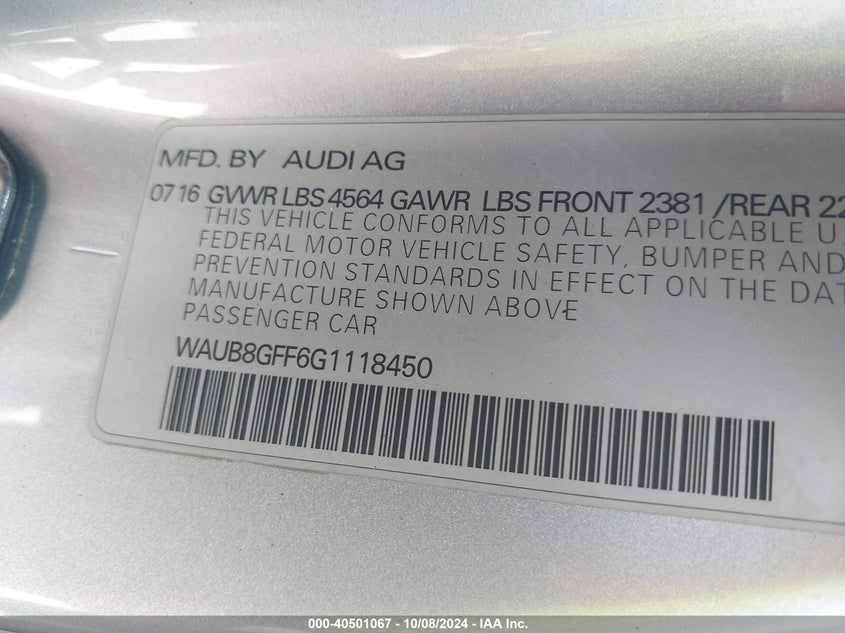 MFD. BY AUDI AG
07 16 GVWR LBS 4564 GAWR LBS FRONT 2381 /REAR 22
THIS VEHICLE CONFORMS TO ALL APPLICABLE U.
FEDERAL MOTOR VEHICLE SAFETY, BUMPER AND
PREVENTION STANDARDS IN EFFECT ON THE DAT
MANUFACTURE SHOWN ABOVE
PASSENGER CAR
WAUB8GFF6G1118450
000-40501067 - 10/08/2024 - IAA Inc.